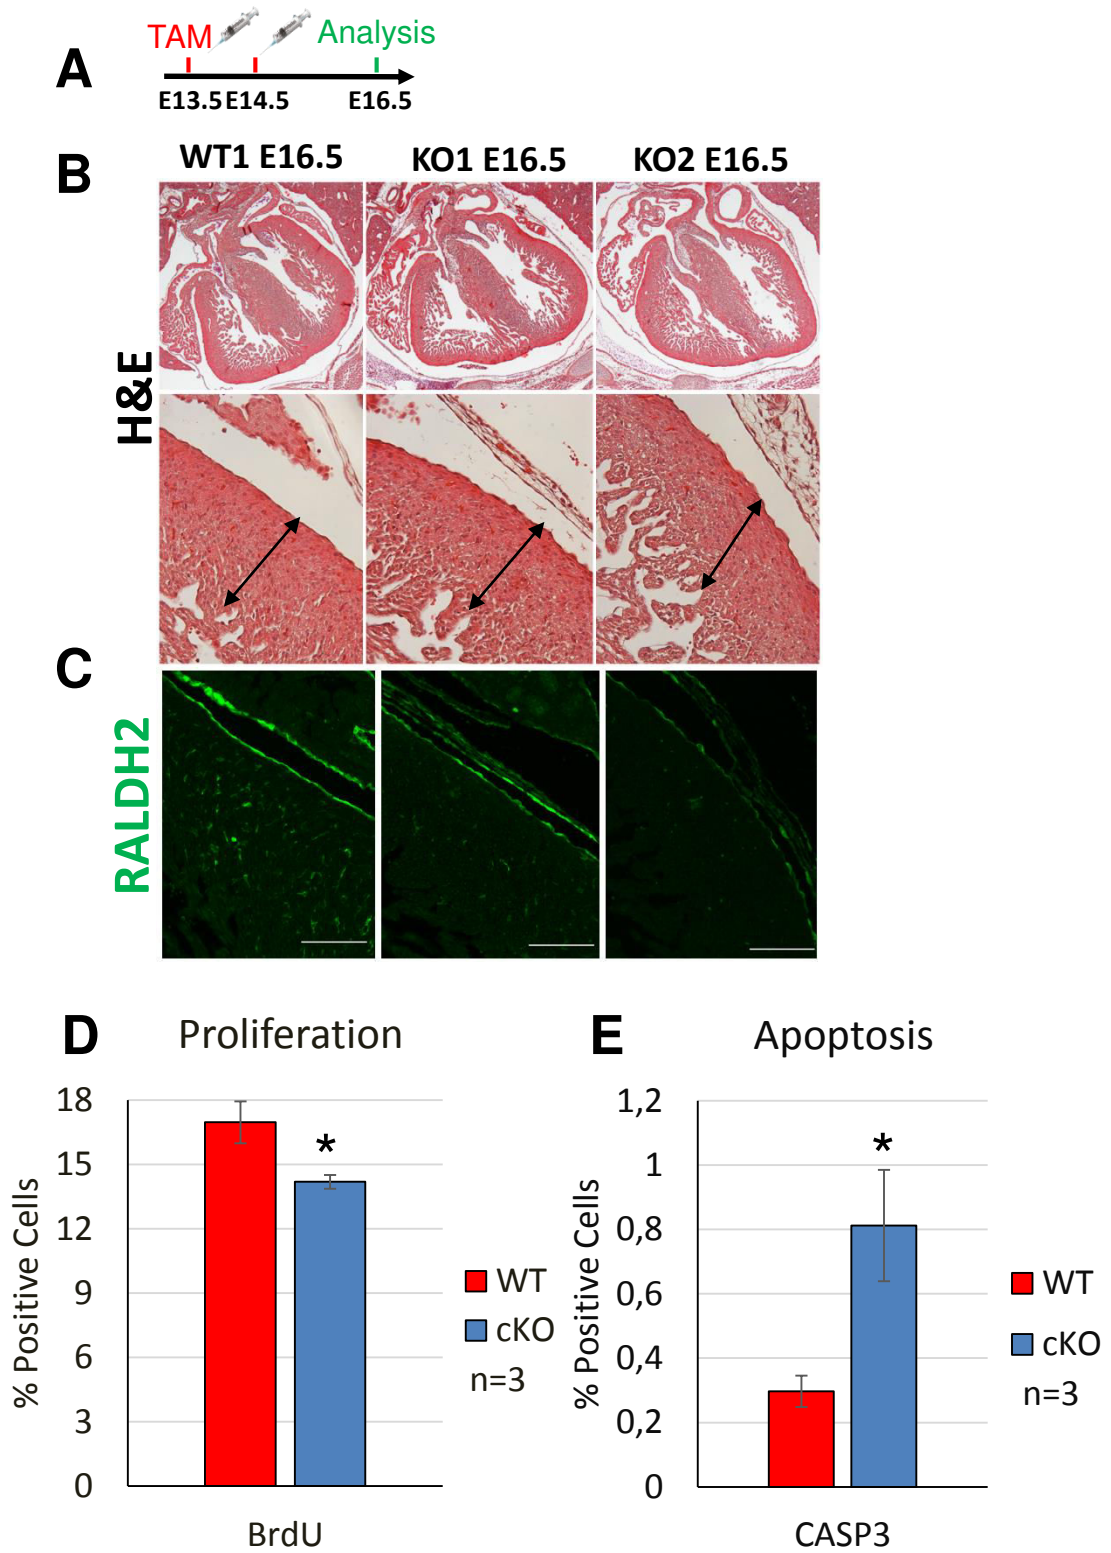 A
TAM
Analysis
E13.5 E14.5 E16.5
B
WT1 E16.5
KO1 E16.5
KO2 E16.5
H&E
C
RALDH2
D
Proliferation
18
15
12
9
6
3
0
% Positive Cells
*
BrdU
WT
cKO
n=3
E
Apoptosis
1,2
1
0,8
0,6
0,4
0,2
0
% Positive Cells
*
CASP3
WT
cKO
n=3